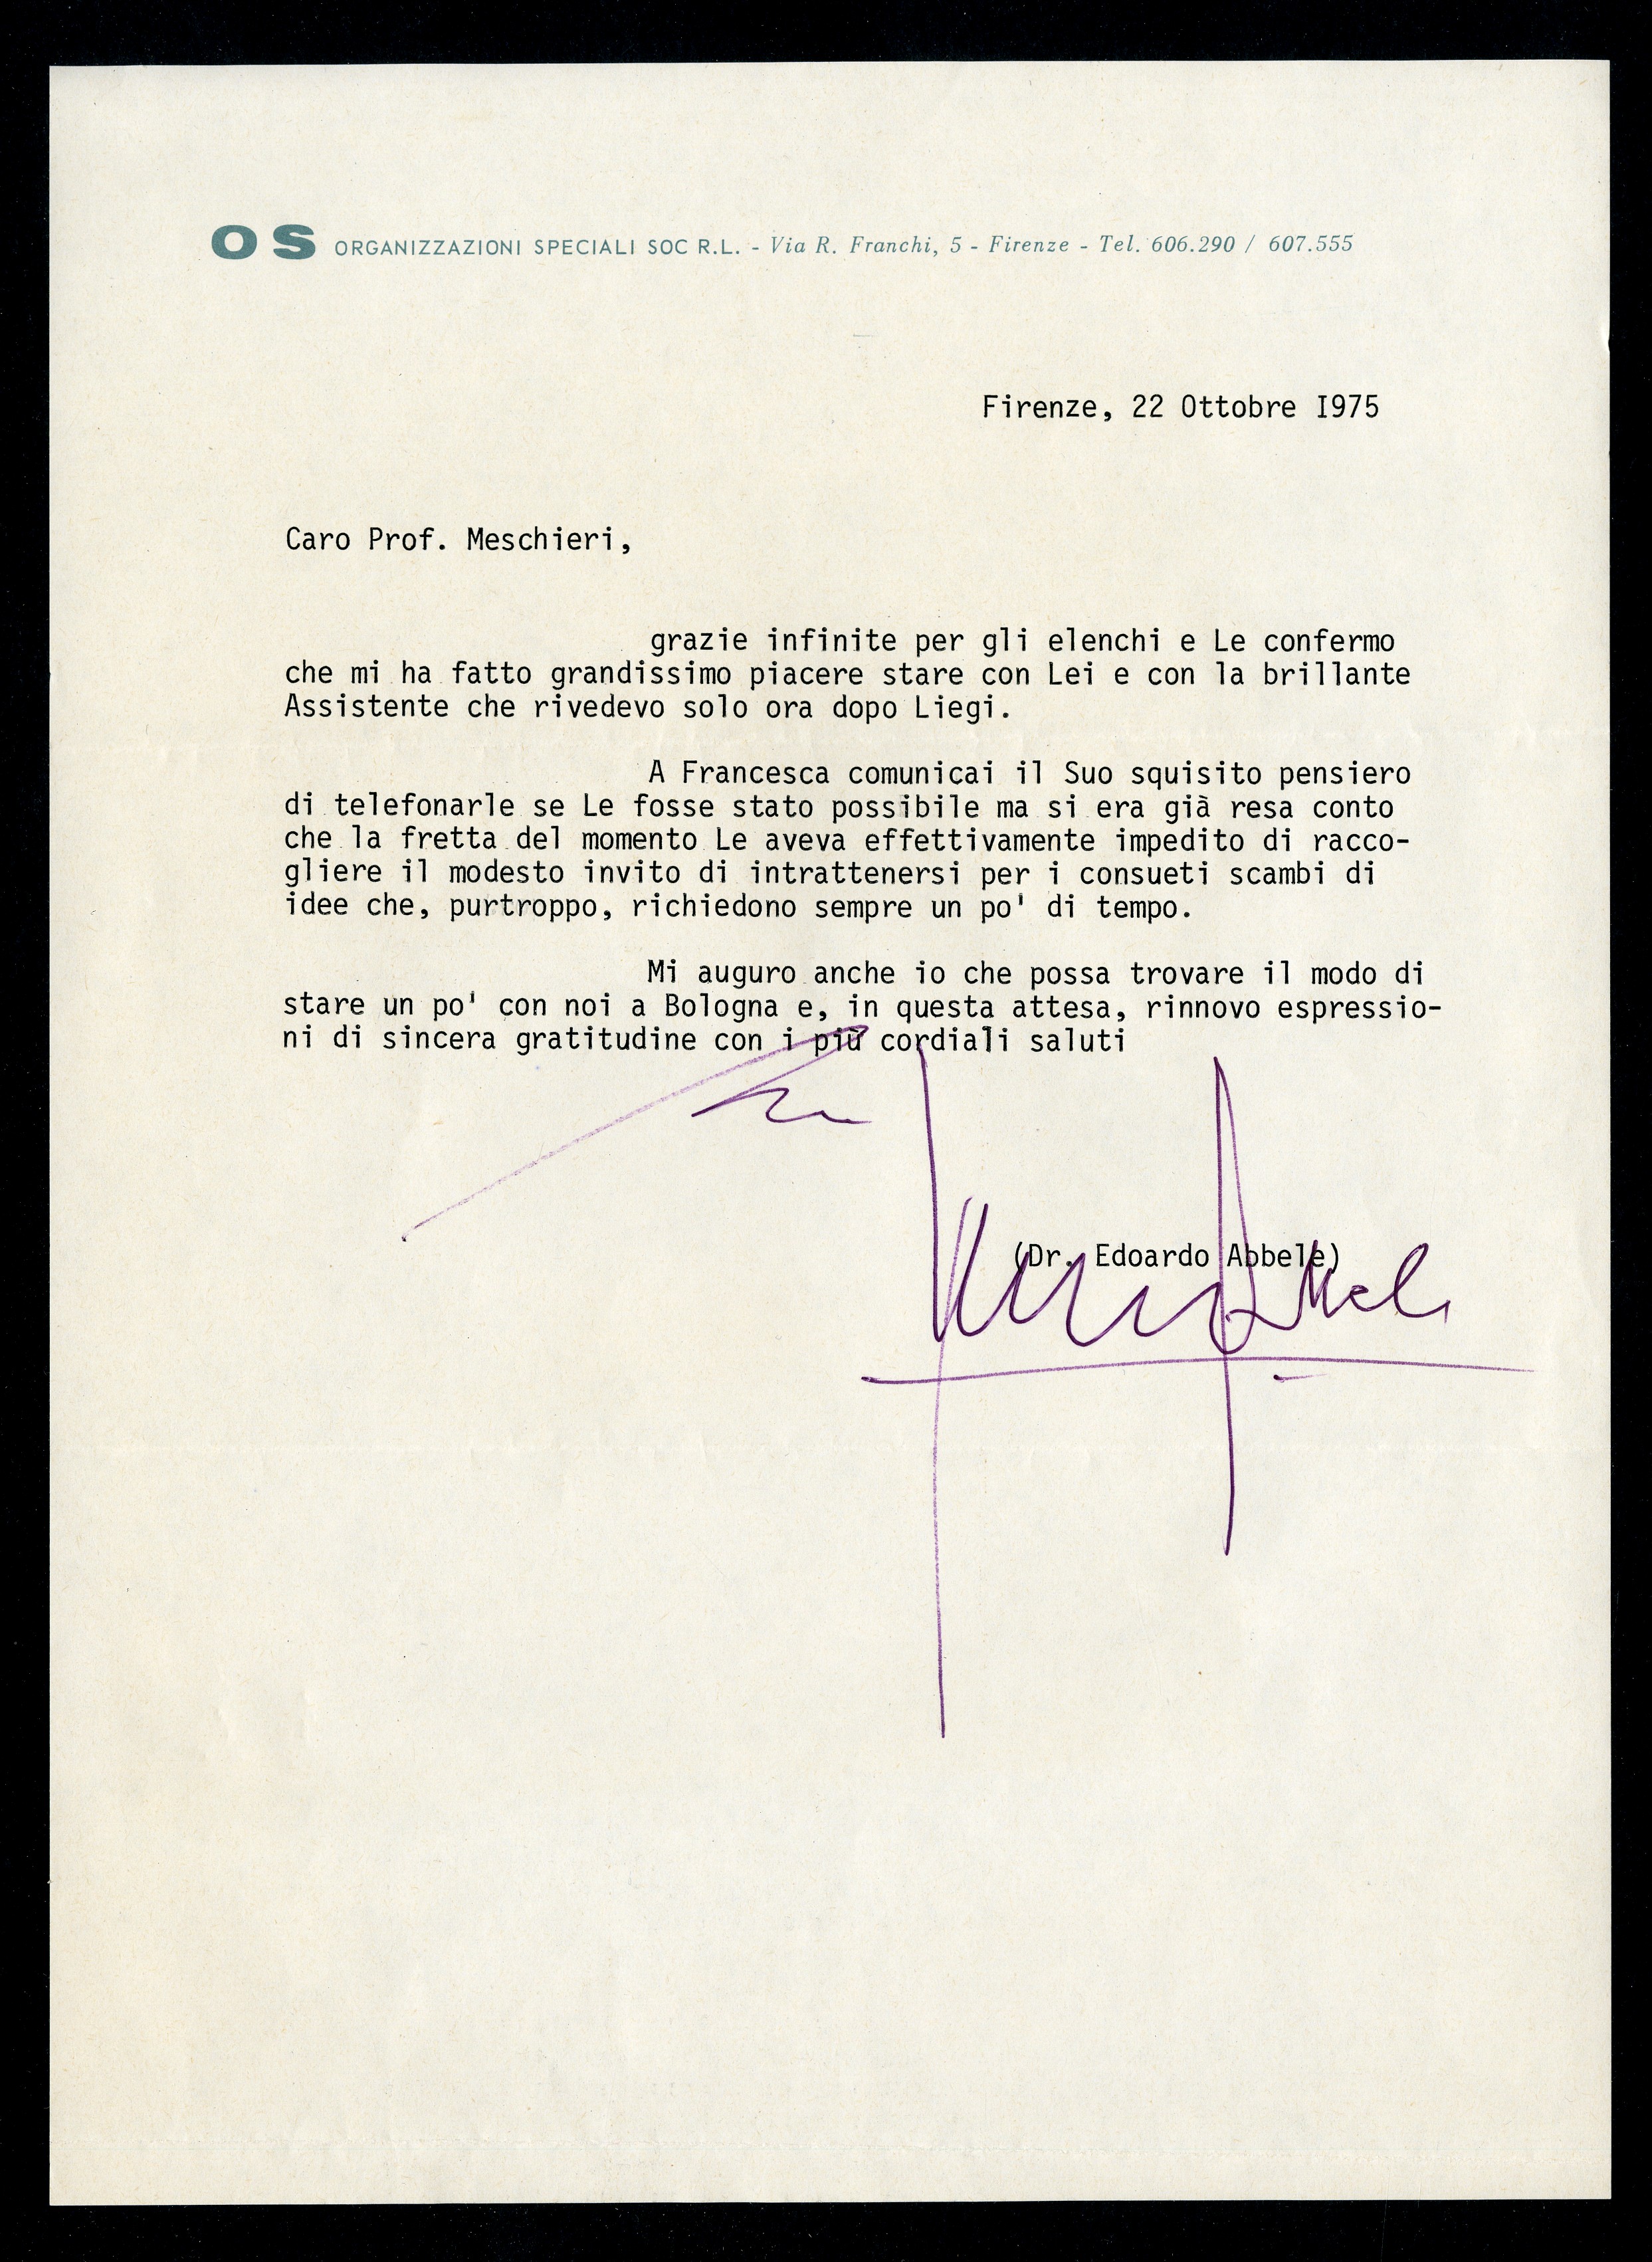 OS ORGANIZZAZIONI SPECIALI SOC R.L. - Via R. Franchi, 5 - Firenze - Tel. 606.290 / 607.555
Firenze, 22 Ottobre I975
Caro Prof. Meschieri,
grazie infinite per gli elenchi e Le confermo
che mi ha fatto grandissimo piacere stare con Lei e con la brillante
Assistente che rivedevo solo ora dopo Liegi.
A Francesca comunicai il Suo squisito pensiero
di telefonarle se Le fosse stato possibile ma si era già resa conto
che la fretta del momento Le aveva effettivamente impedito di racco-
gliere il modesto invito di intrattenersi per i consueti scambi di
idee che, purtroppo, richiedono sempre un po' di tempo.
Mi auguro anche io che possa trovare il modo di
stare un po' con noi a Bologna e, in questa attesa, rinnovo espressio-
ni di sincera gratitudine con i più cordiali saluti
(Dr. Edoardo Abbele)